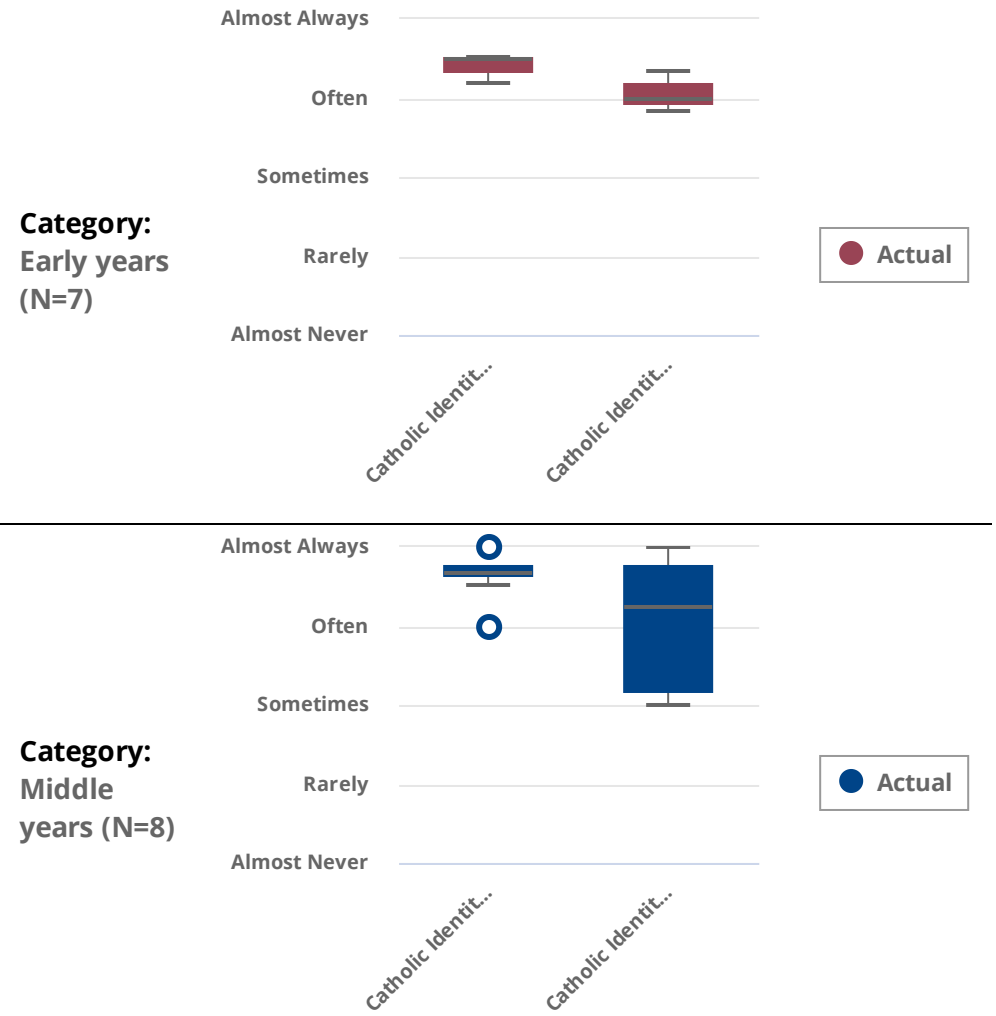 Almost Always
Often
Sometimes
Category:
Early years
(N=7)
Rarely
Actual
Almost Never
Catholic Identit...
Catholic Identit...
Almost Always
Often
Sometimes
Category:
Middle
years (N=8)
Rarely
Actual
Almost Never
Catholic Identit...
Catholic Identit...